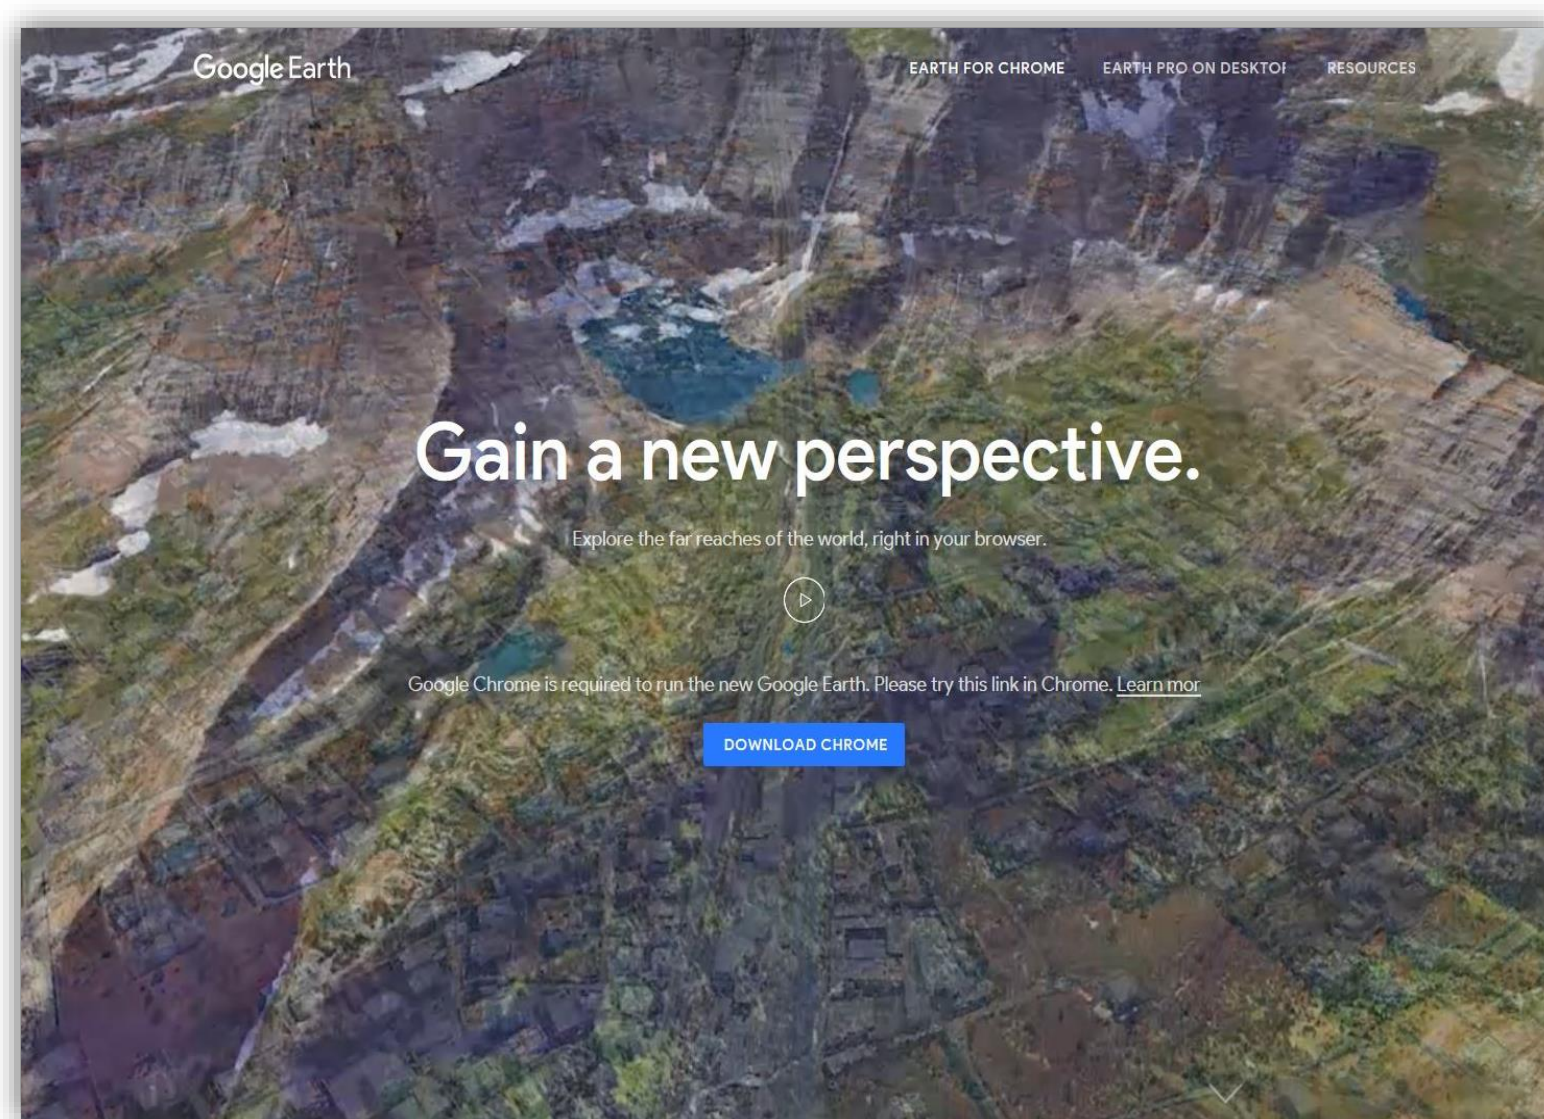 Google Earth
EARTH FOR CHROME EARTH PRO ON DESKTOP RESOURCES
Gain a new perspective.
Explore the far reaches of the world, right in your browser.
Google Chrome is required to run the new Google Earth. Please try this link in Chrome. Learn mor
DOWNLOAD CHROME